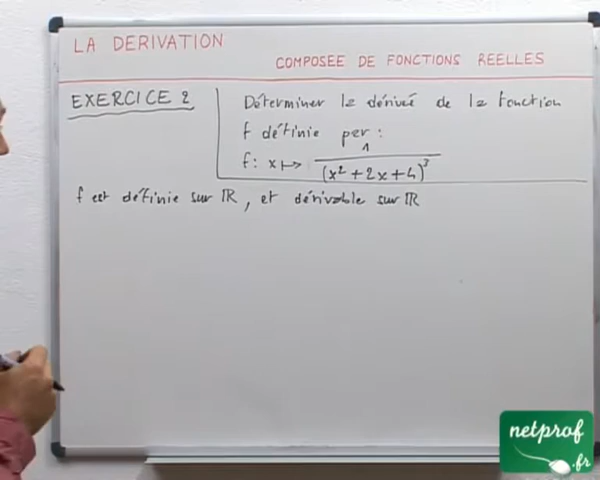 LA DERIVATION
COMPOSEE DE FONCTIONS REELLES
EXERCICE 2
Déterminer la dérivée de la fonction
f définie par :
f: x ↦ 1/(x² + 2x + 4)³
f est définie sur ℝ, et dérivable sur ℝ
netprof
.fr